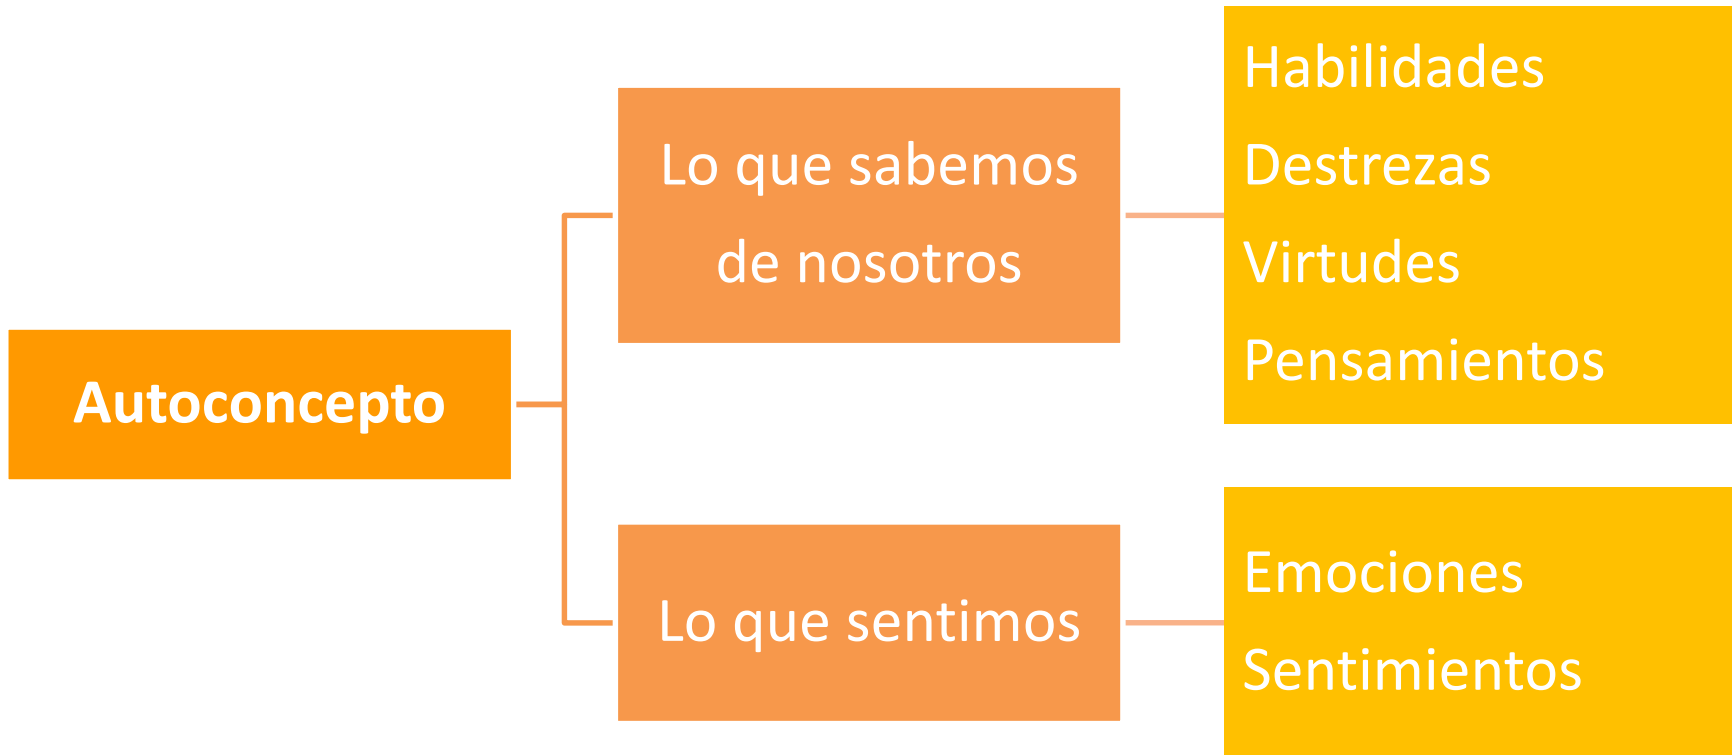 Autoconcepto
Lo que sabemos
de nosotros
Habilidades
Destrezas
Virtudes
Pensamientos
Lo que sentimos
Emociones
Sentimientos